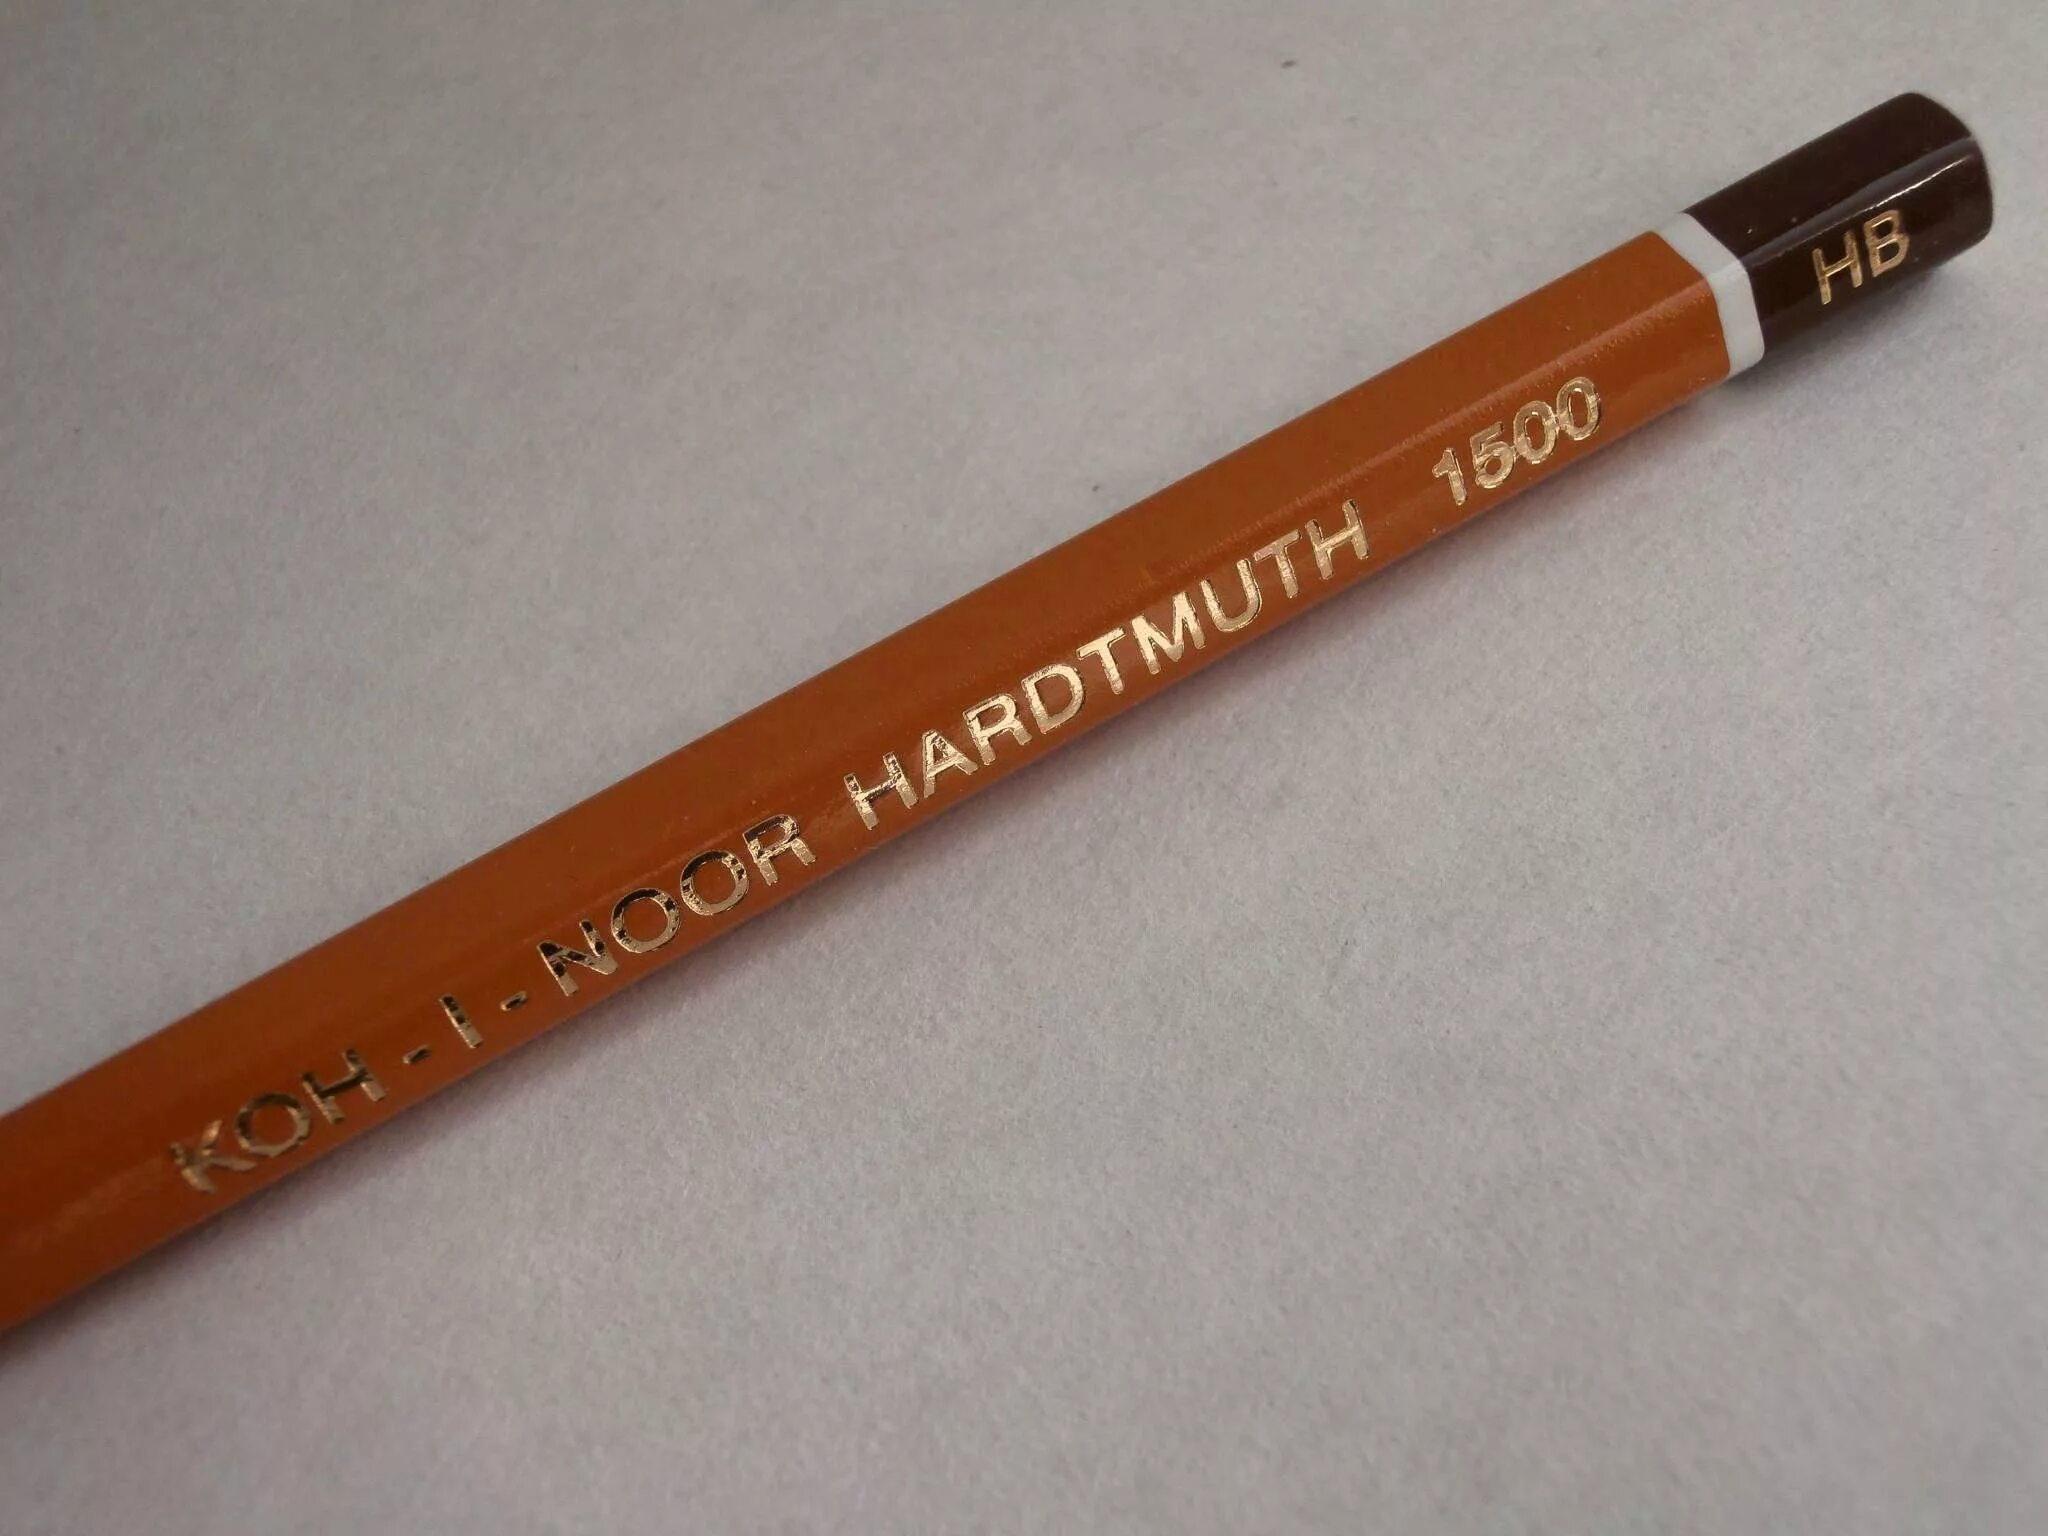 KOH-I-NOOR HARDTMUTH 1500 HB